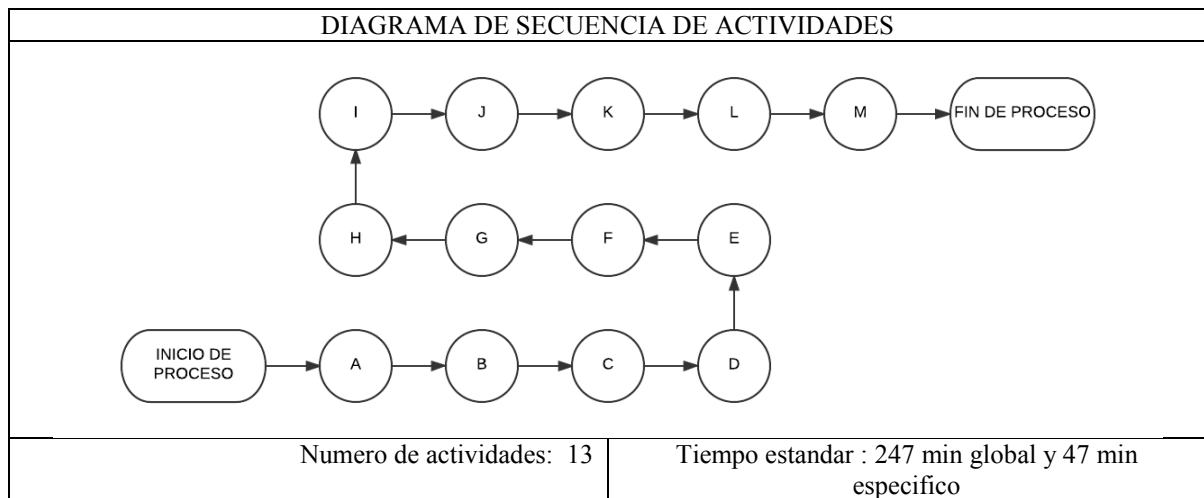 DIAGRAMA DE SECUENCIA DE ACTIVIDADES
I
J
K
L
M
FIN DE PROCESO
H
G
F
E
INICIO DE
PROCESO
A
B
C
D
Numero de actividades: 13
Tiempo estandar : 247 min global y 47 min
especifico